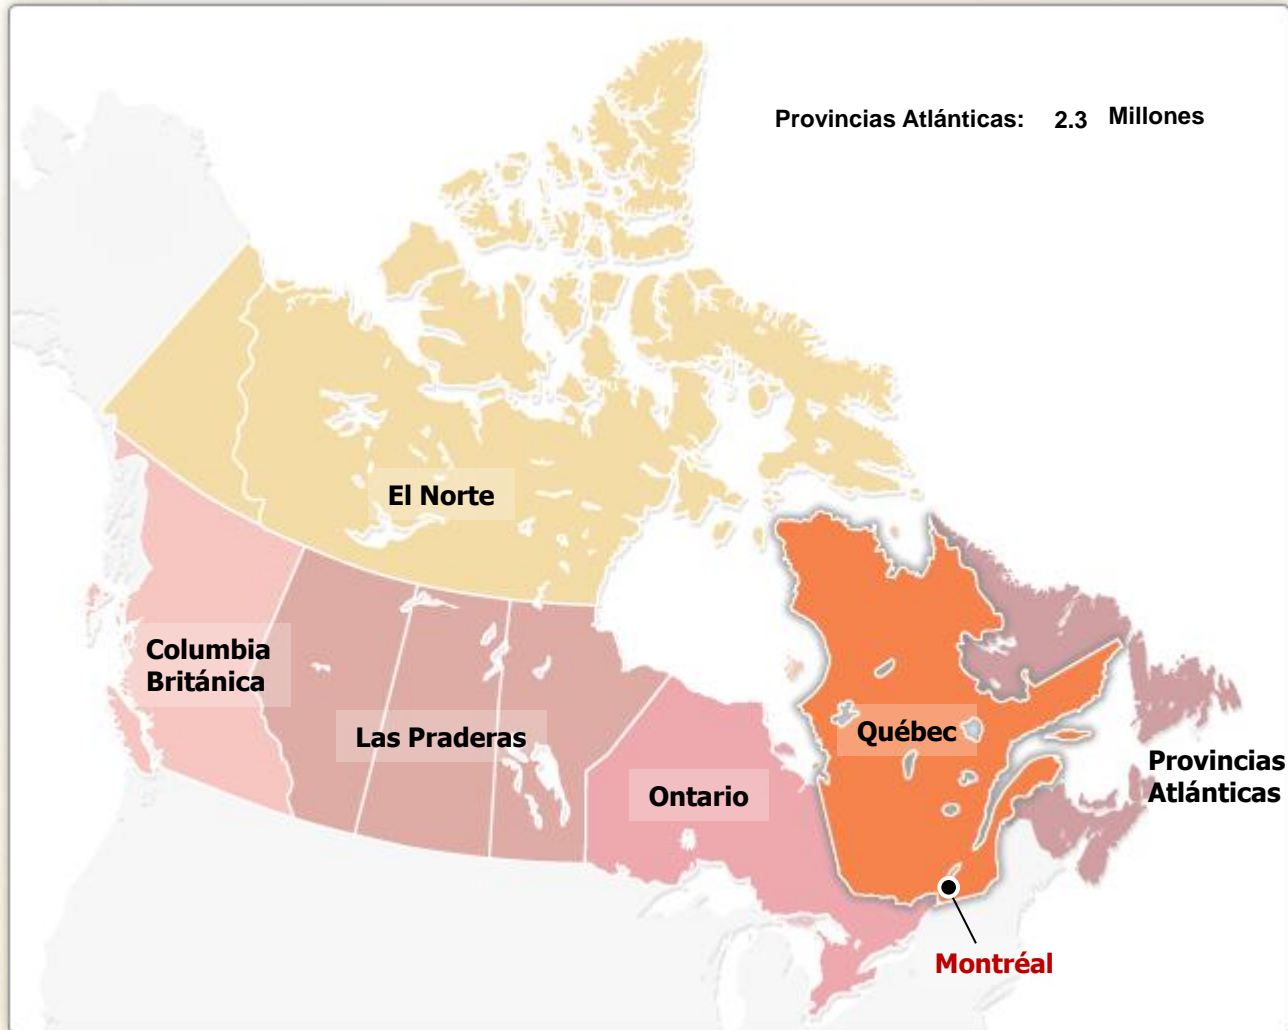 Provincias Atlánticas: 2.3 Millones
El Norte
Columbia
Británica
Las Praderas
Québec
Ontario
Provincias
Atlánticas
Montréal